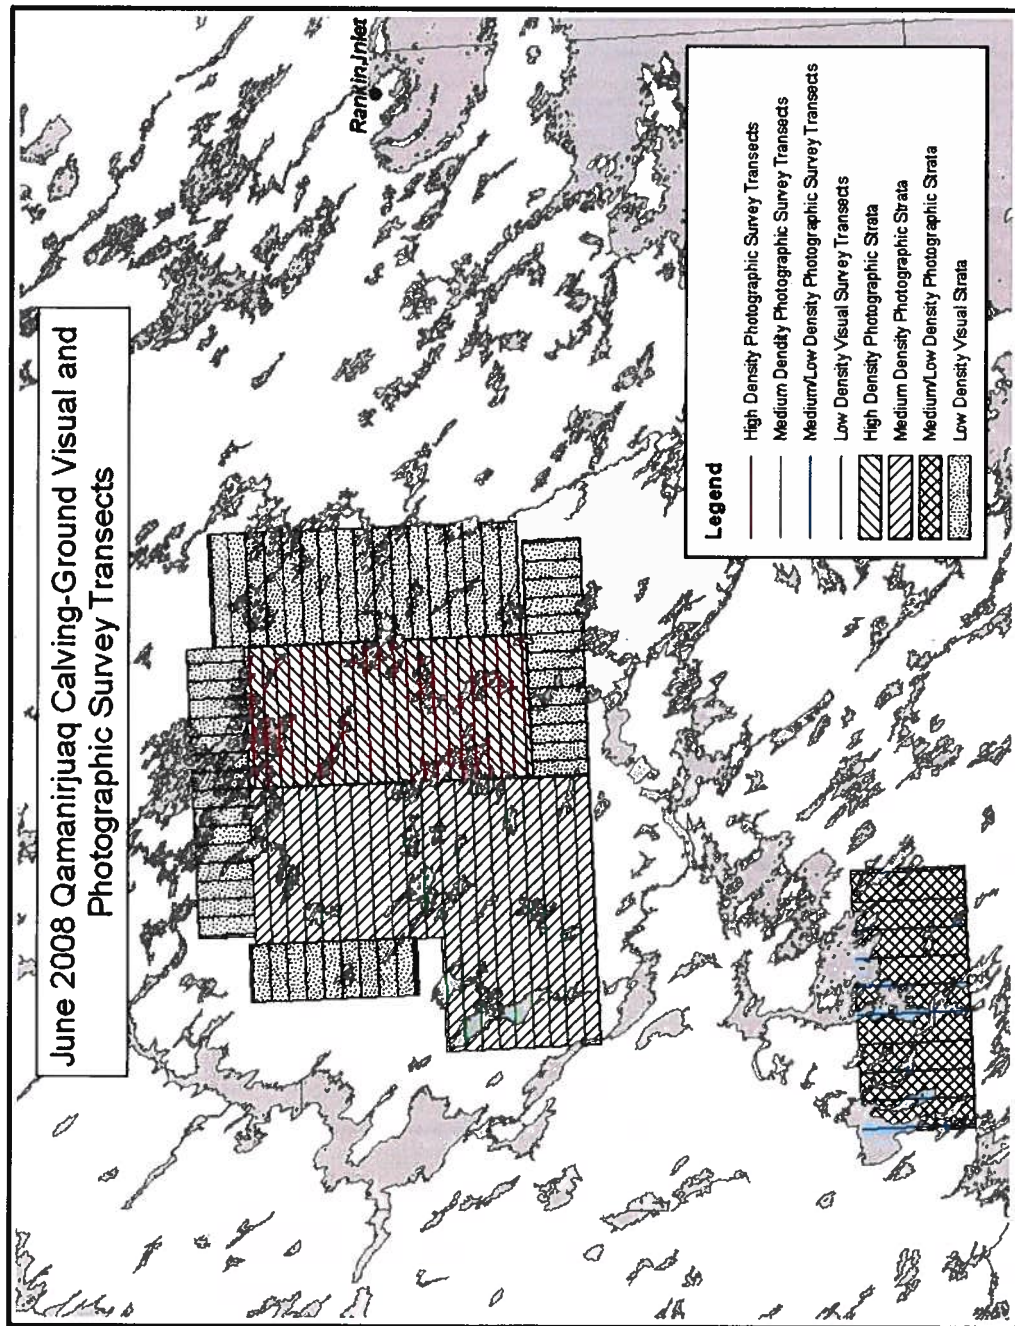 June 2008 Qamanirjuaq Calving-Ground Visual and
Photographic Survey Transects
Rankin Inlet
Legend
High Density Photographic Survey Transects
Medium Dendity Photographic Survey Transects
Medium/Low Density Photographic Survey Transects
Low Density Visual Survey Transects
High Density Photographic Strata
Medium Density Photographic Strata
Medium/Low Density Photographic Strata
Low Density Visual Strata